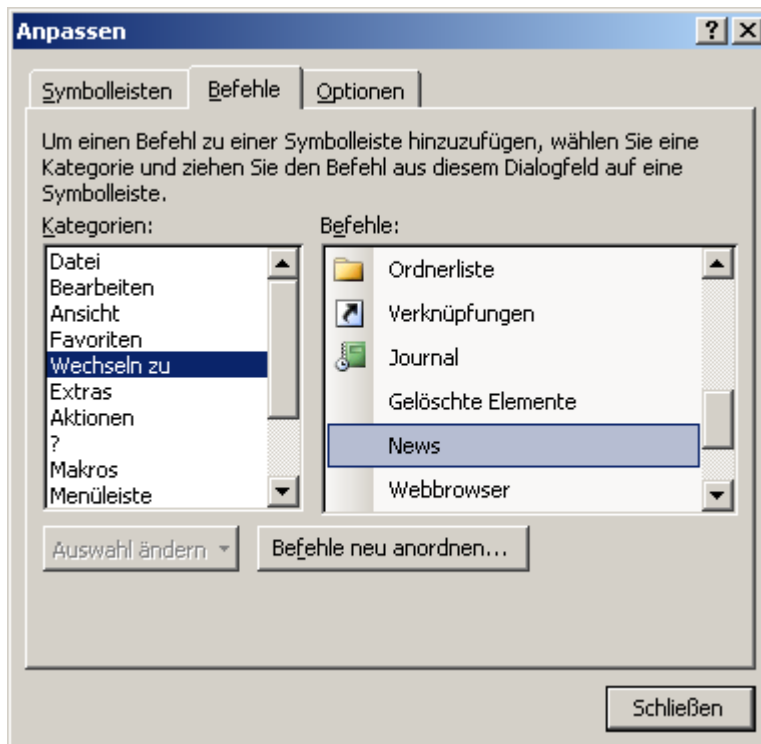 Anpassen
Symbolleisten Befehle Optionen
Um einen Befehl zu einer Symbolleiste hinzuzufügen, wählen Sie eine
Kategorie und ziehen Sie den Befehl aus diesem Dialogfeld auf eine
Symbolleiste.
Kategorien:
Datei
Bearbeiten
Ansicht
Favoriten
Wechseln zu
Extras
Aktionen
?
Makros
Menüleiste
Befehle:
Ordnerliste
Verknüpfungen
Journal
Gelöschte Elemente
News
Webbrowser
Auswahl ändern
Befehle neu anordnen...
Schließen